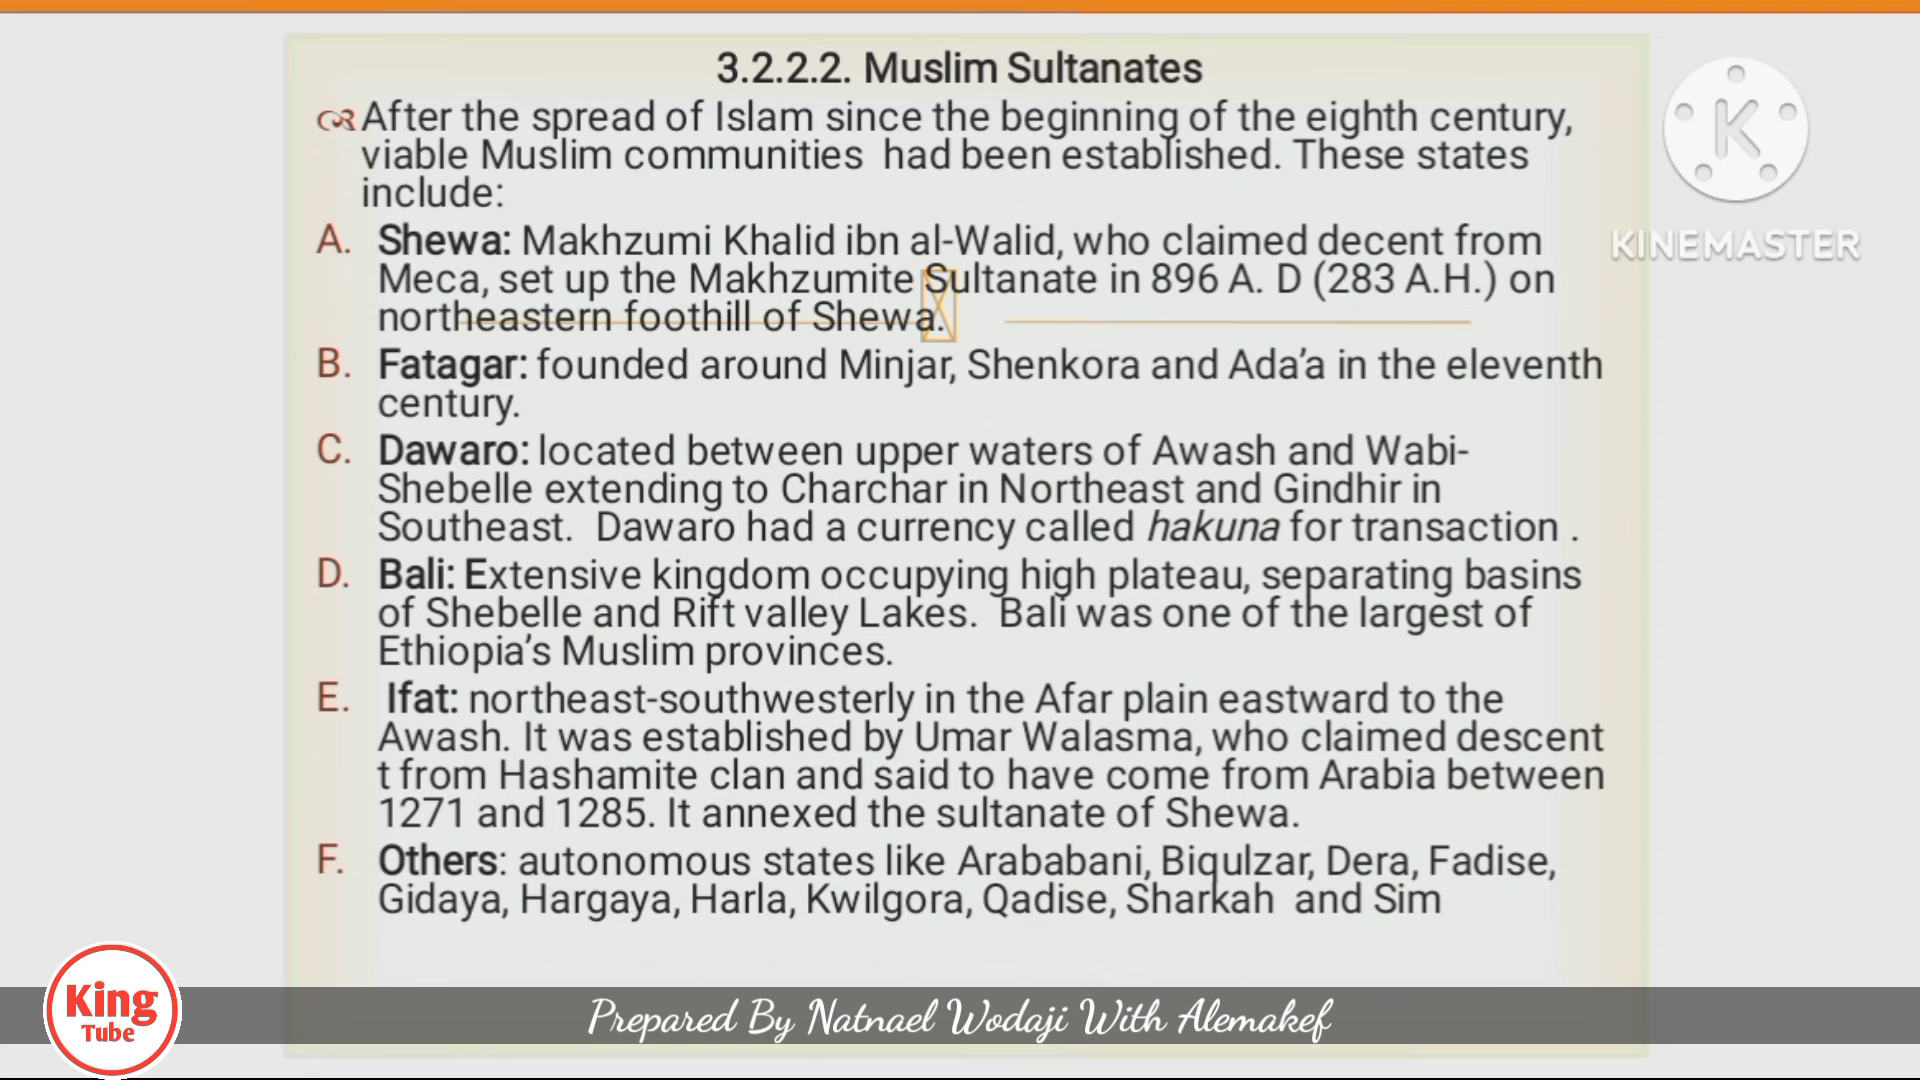 3.2.2.2. Muslim Sultanates
After the spread of Islam since the beginning of the eighth century,
viable Muslim communities had been established. These states
include:
A. Shewa: Makhzumi Khalid ibn al-Walid, who claimed decent from
Meca, set up the Makhzumite Sultanate in 896 A. D (283 A.H.) on
northeastern foothill of Shewa.
B. Fatagar: founded around Minjar, Shenkora and Ada’a in the eleventh
century.
C. Dawaro: located between upper waters of Awash and Wabi-
Shebelle extending to Charchar in Northeast and Gindhir in
Southeast. Dawaro had a currency called hakuna for transaction .
D. Bali: Extensive kingdom occupying high plateau, separating basins
of Shebelle and Rift valley Lakes. Bali was one of the largest of
Ethiopia’s Muslim provinces.
E. Ifat: northeast-southwesterly in the Afar plain eastward to the
Awash. It was established by Umar Walasma, who claimed descent
t from Hashamite clan and said to have come from Arabia between
1271 and 1285. It annexed the sultanate of Shewa.
F. Others: autonomous states like Arababani, Biqulzar, Dera, Fadise,
Gidaya, Hargaya, Harla, Kwilgora, Qadise, Sharkah and Sim
K
KINEMASTER
King
Tube
Prepared By Natnael Wodaji With Alemakef